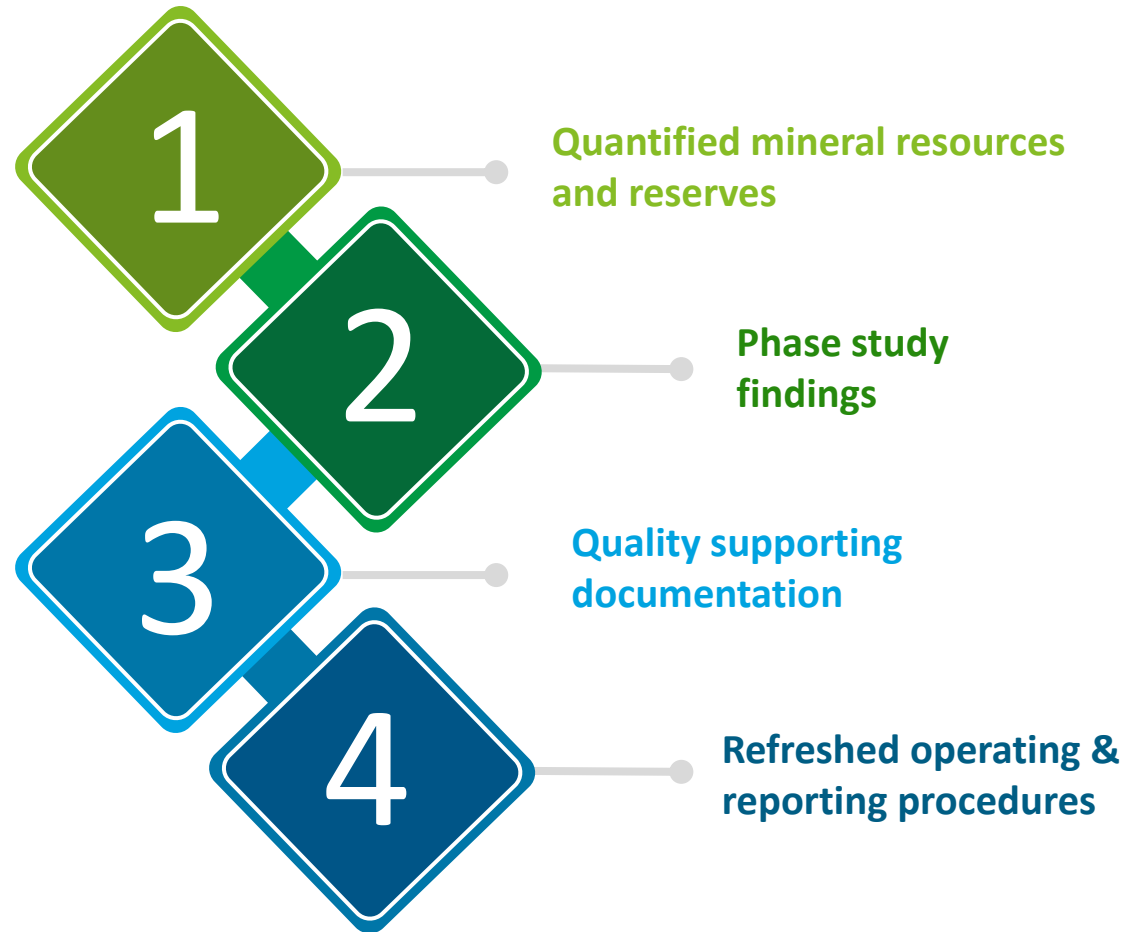 1
Quantified mineral resources
and reserves
2
Phase study
findings
3
Quality supporting
documentation
4
Refreshed operating &
reporting procedures